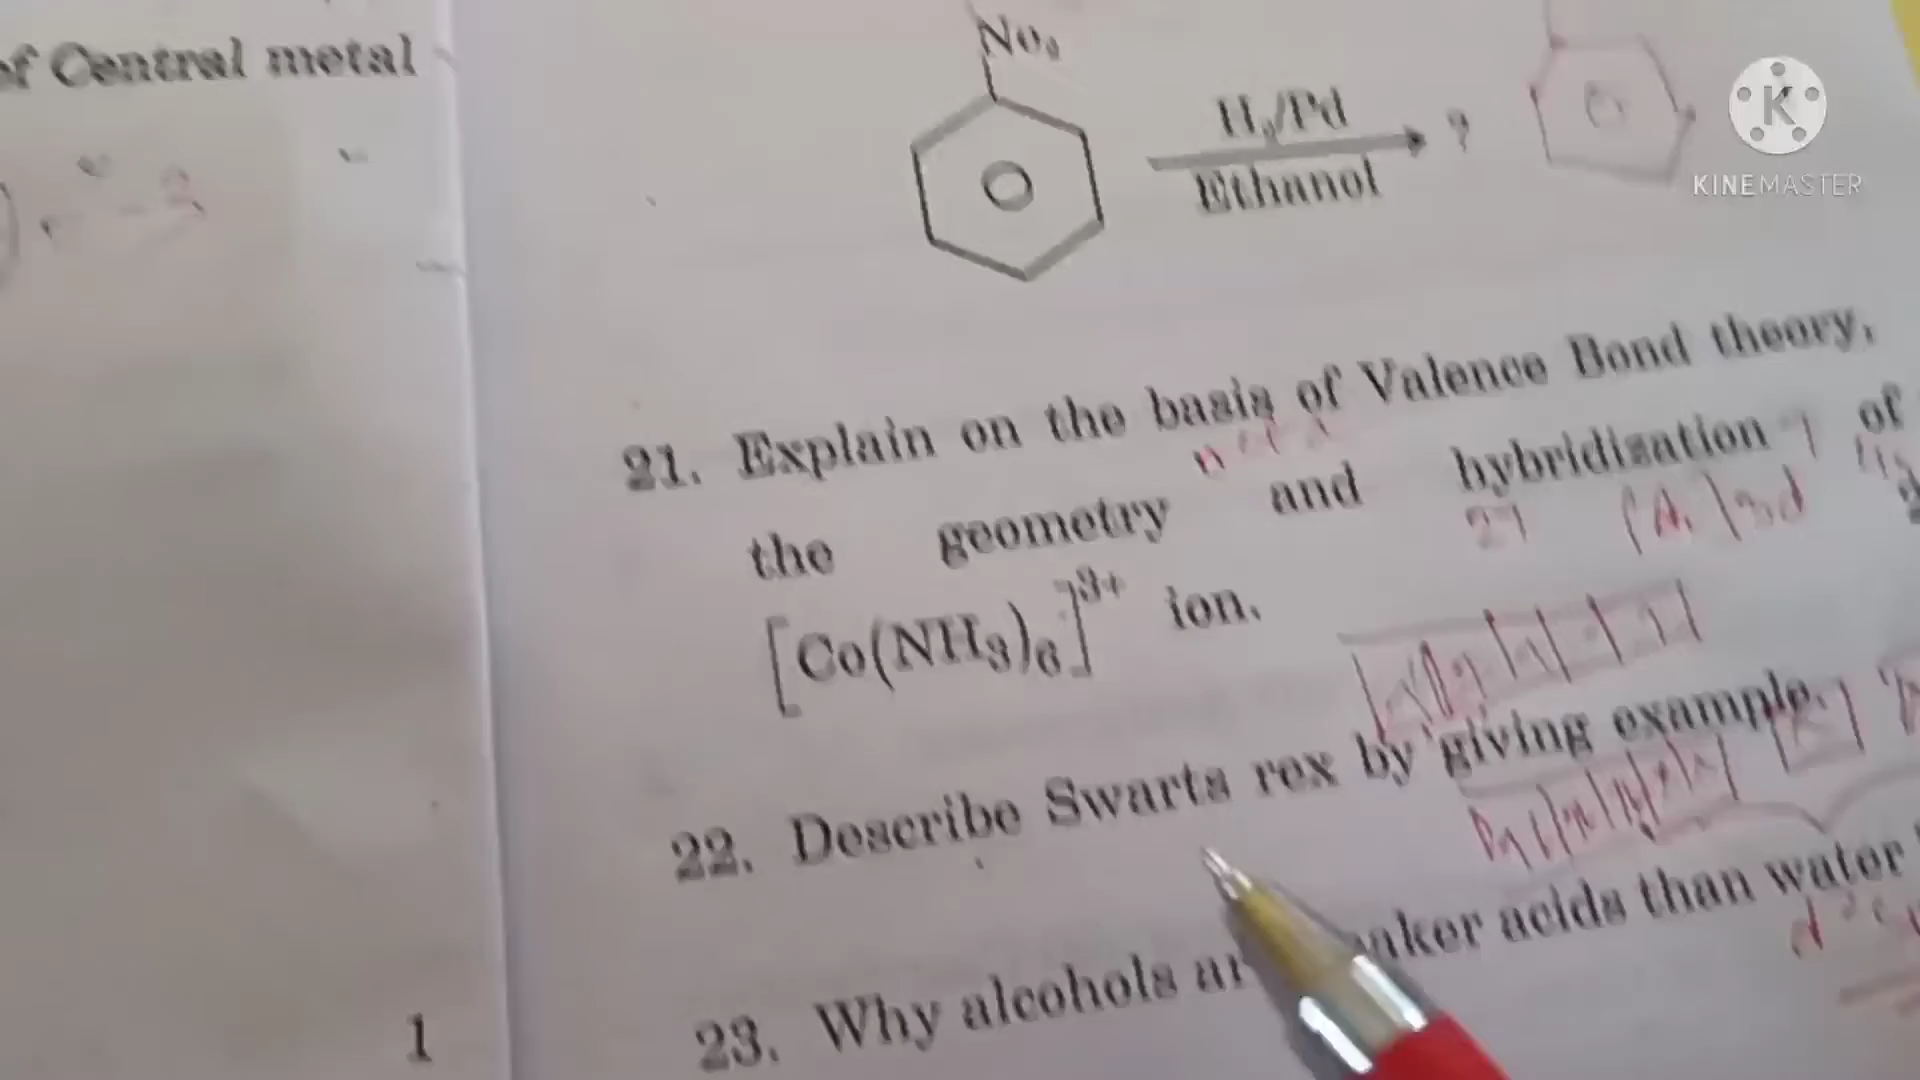 of Central metal
NO₂
H₂/Pd
Ethanol
?
KINEMASTER
21. Explain on the basis of Valence Bond theory,
the geometry and hybridisation of
[Co(NH₃)₆]³⁺ ion.
22. Describe Swarts rex by giving example.
23. Why alcohols aker acids than water
1